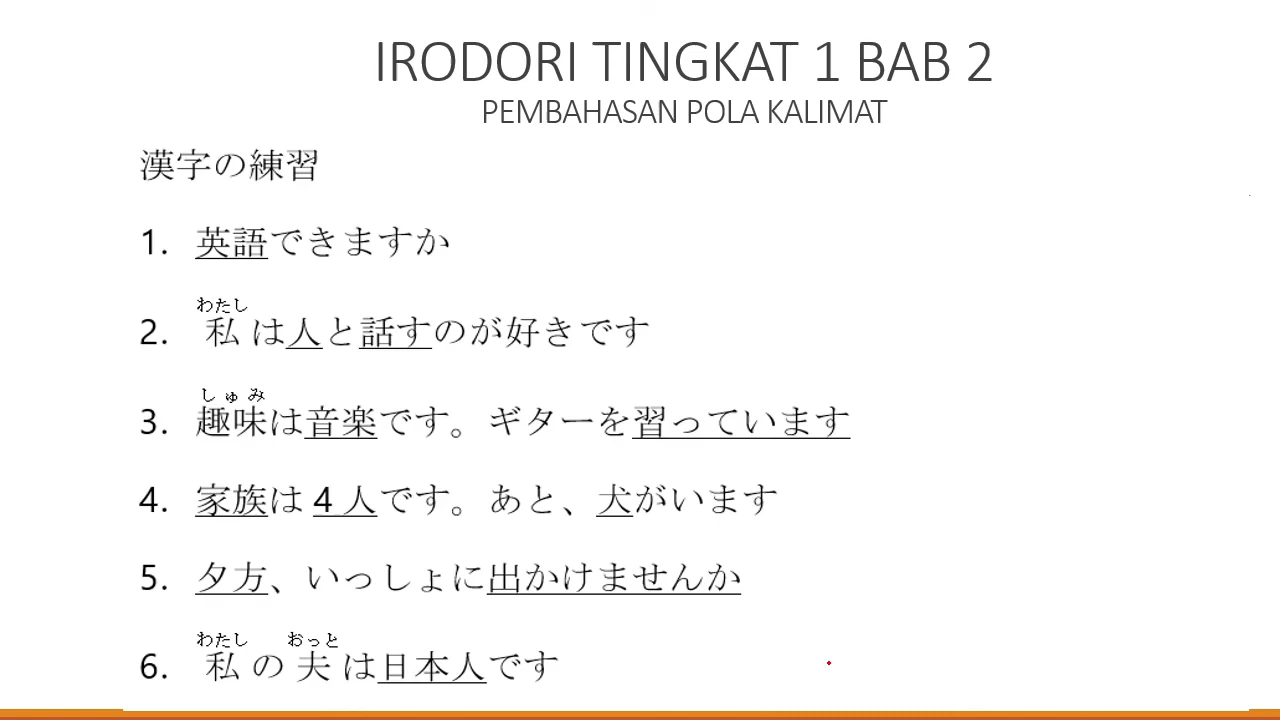 IRODORI TINGKAT 1 BAB 2
PEMBAHASAN POLA KALIMAT
漢字の練習
1. 英語できますか
わたし
2. 私は人と話すのが好きです
しゅみ
3. 趣味は音楽です。ギターを習っています
4. 家族は4人です。あと、犬がいます
5. 夕方、いっしょに出かけませんか
わたし おっと
6. 私の夫は日本人です